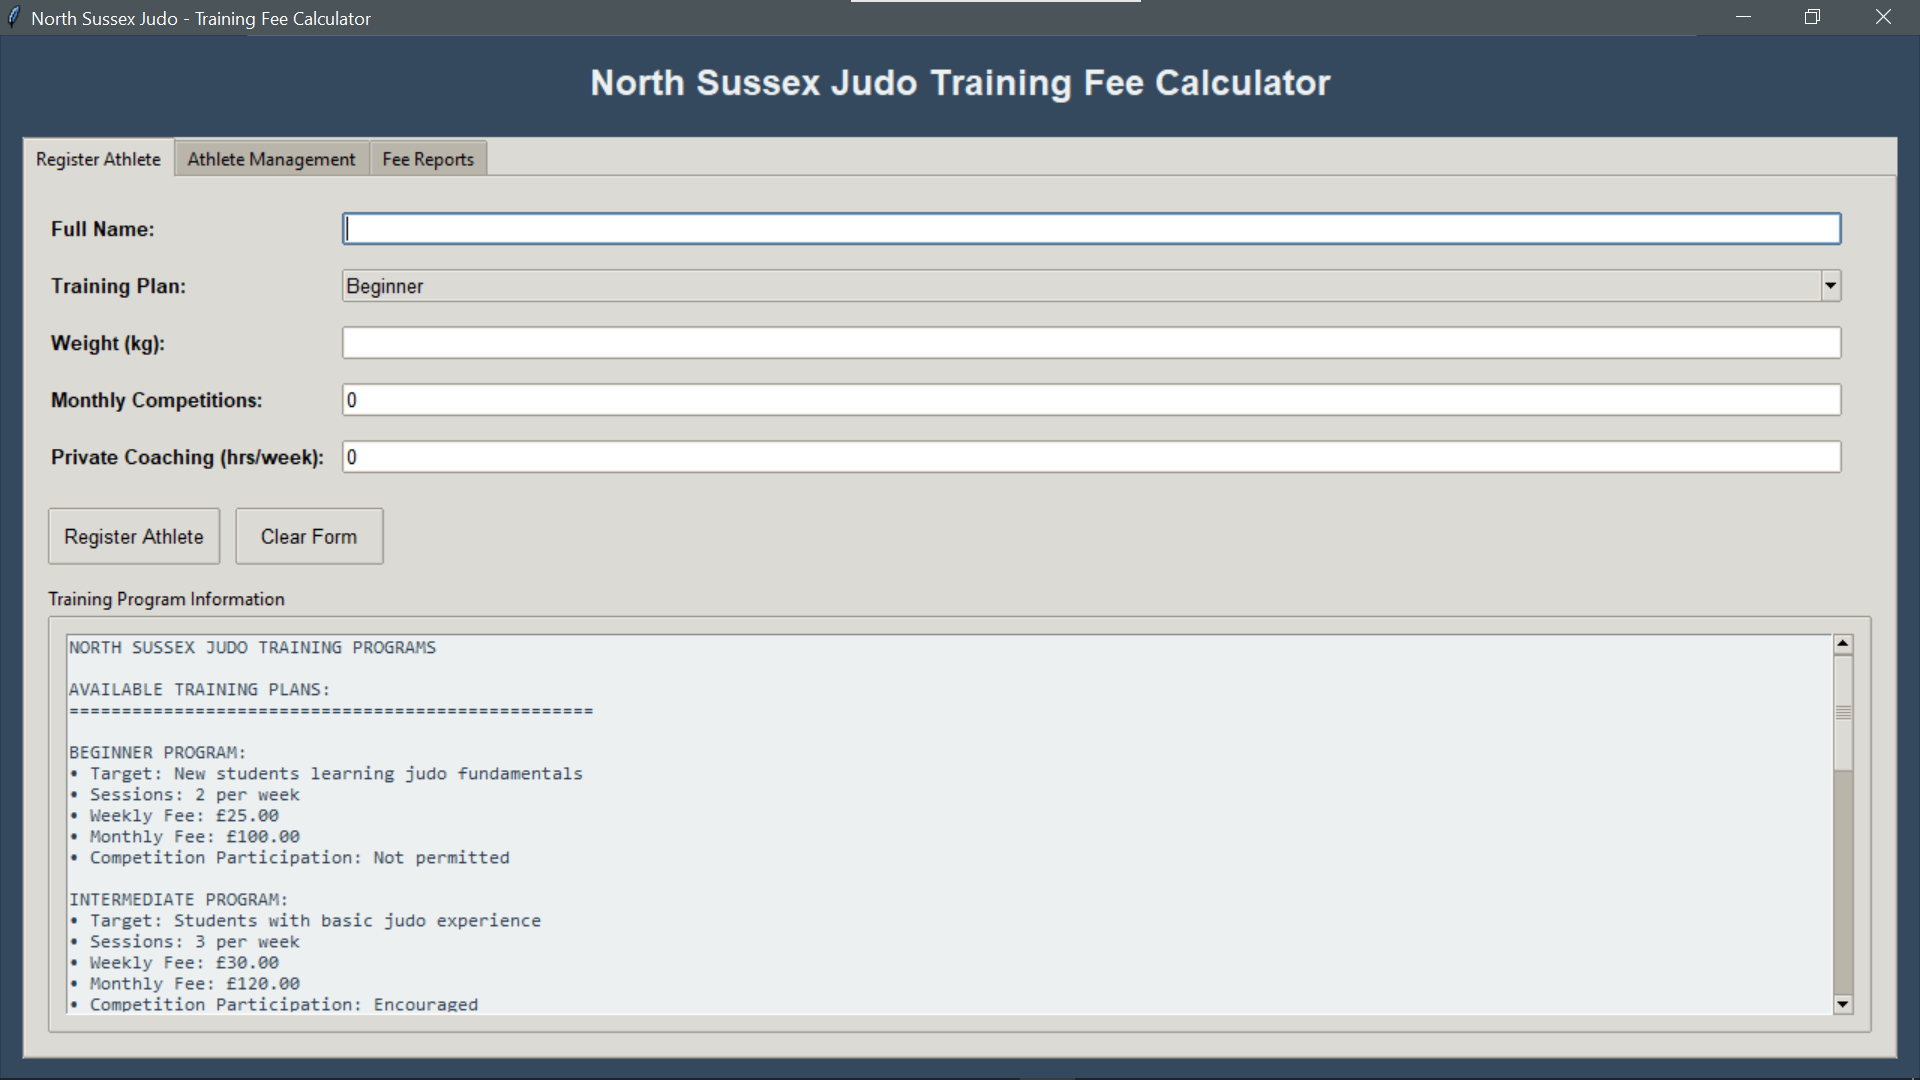 North Sussex Judo - Training Fee Calculator
North Sussex Judo Training Fee Calculator
Register Athlete Athlete Management Fee Reports
Full Name:
Training Plan: Beginner
Weight (kg):
Monthly Competitions: 0
Private Coaching (hrs/week): 0
Register Athlete Clear Form
Training Program Information
NORTH SUSSEX JUDO TRAINING PROGRAMS
AVAILABLE TRAINING PLANS:
==================================================
BEGINNER PROGRAM:
• Target: New students learning judo fundamentals
• Sessions: 2 per week
• Weekly Fee: £25.00
• Monthly Fee: £100.00
• Competition Participation: Not permitted
INTERMEDIATE PROGRAM:
• Target: Students with basic judo experience
• Sessions: 3 per week
• Weekly Fee: £30.00
• Monthly Fee: £120.00
• Competition Participation: Encouraged